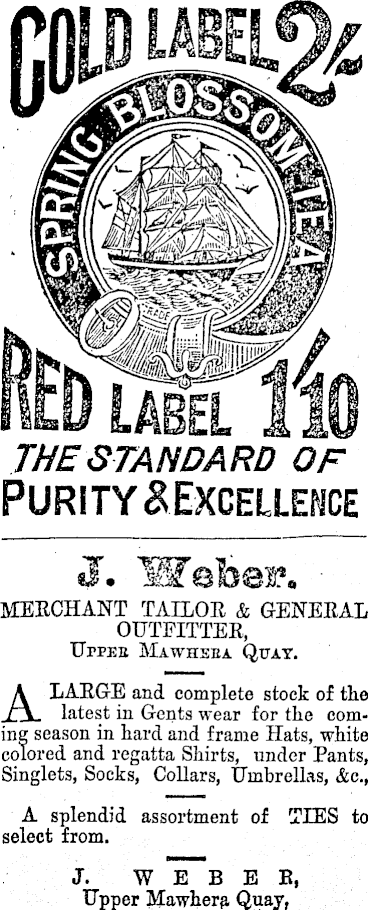 GOLD LABEL 2/-
SPRING BLOSSOM TEA
RED LABEL 1/10
THE STANDARD OF
PURITY & EXCELLENCE
J. Weber.
MERCHANT TAILOR & GENERAL
OUTFITTER,
UPPER MAWHERA QUAY.
A LARGE and complete stock of the
latest in Gents wear for the com-
ing season in hard and frame Hats, white
colored and regatta Shirts, under Pants,
Singlets, Socks, Collars, Umbrellas, &c.,
A splendid assortment of TIES to
select from.
J. WEBER,
Upper Mawhera Quay,